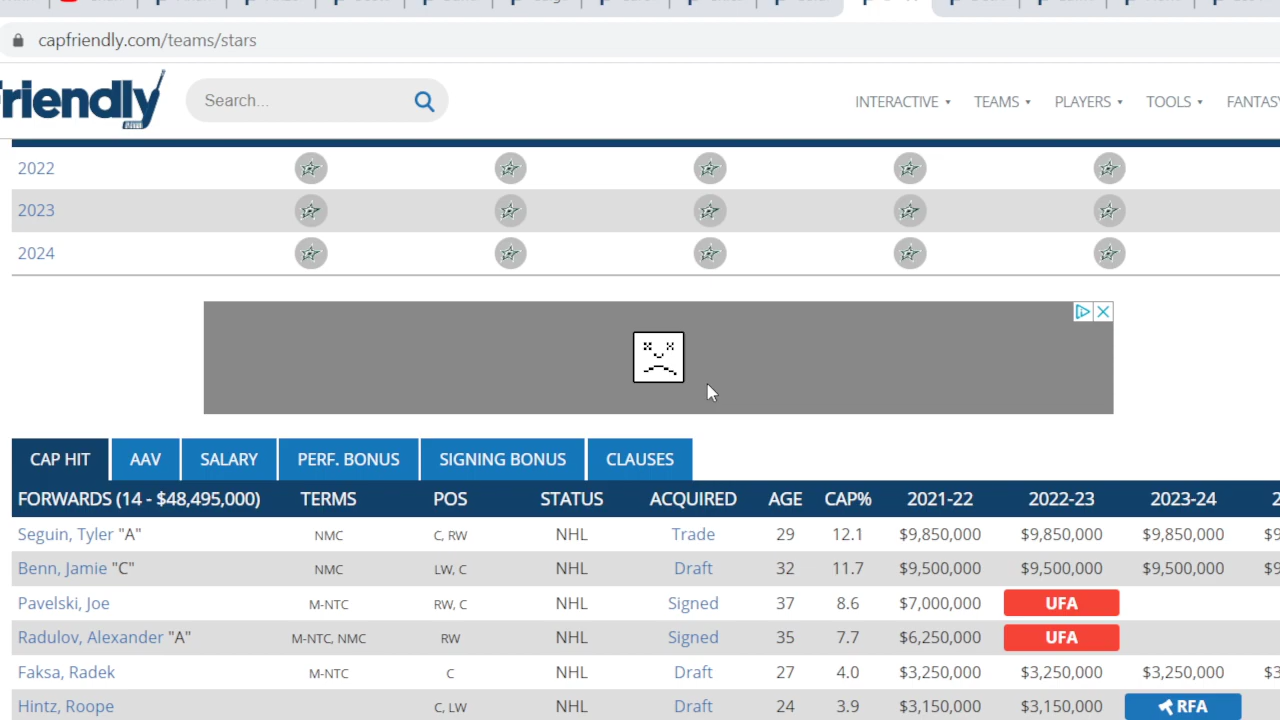 capfriendly.com/teams/stars
riendly Search... INTERACTIVE TEAMS PLAYERS TOOLS
2022
2023
2024
CAP HIT AAV SALARY PERF. BONUS SIGNING BONUS CLAUSES
FORWARDS (14 - $48,495,000) TERMS POS STATUS ACQUIRED AGE CAP% 2021-22 2022-23 2023-24
Seguin, Tyler "A" NMC C, RW NHL Trade 29 12.1 $9,850,000 $9,850,000 $9,850,000
Benn, Jamie "C" NMC LW, C NHL Draft 32 11.7 $9,500,000 $9,500,000 $9,500,000
Pavelski, Joe M-NTC RW, C NHL Signed 37 8.6 $7,000,000 UFA
Radulov, Alexander "A" M-NTC, NMC RW NHL Signed 35 7.7 $6,250,000 UFA
Faksa, Radek M-NTC C NHL Draft 27 4.0 $3,250,000 $3,250,000 $3,250,000
Hintz, Roope C, LW NHL Draft 24 3.9 $3,150,000 $3,150,000 RFA